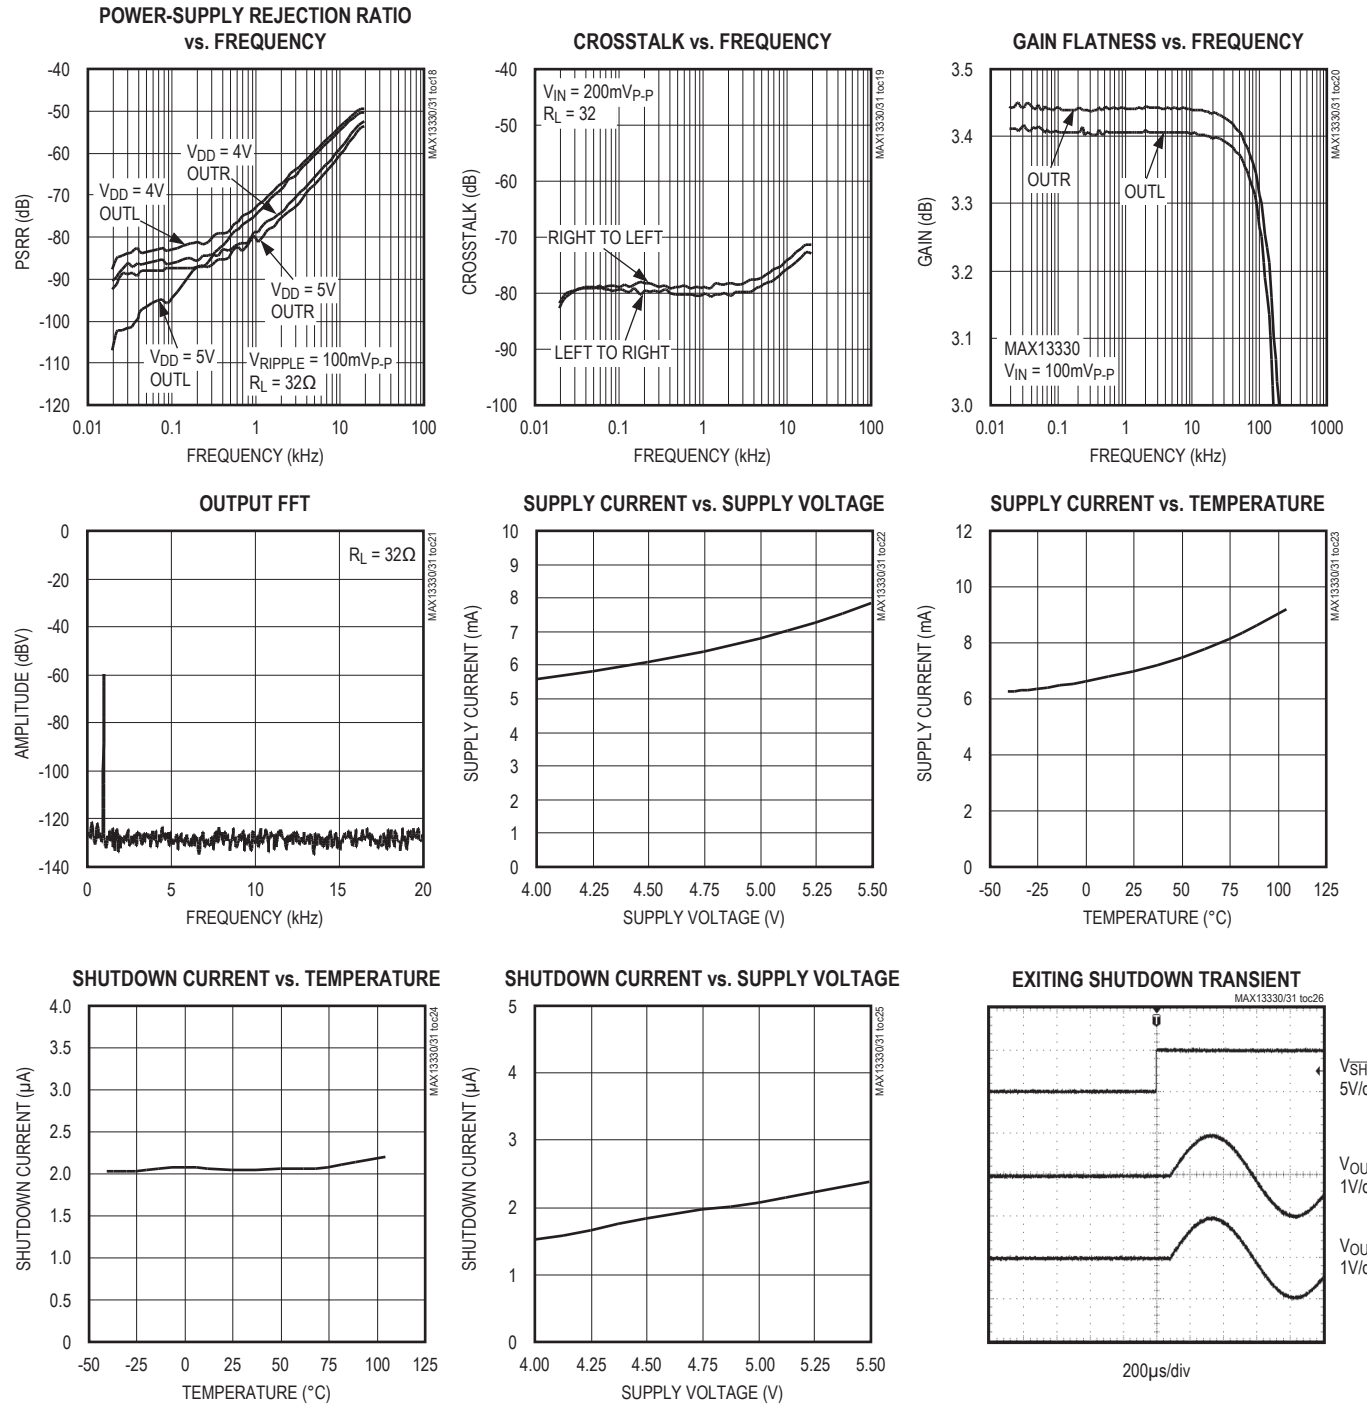 POWER-SUPPLY REJECTION RATIO
vs. FREQUENCY
-40
-50
-60
-70
-80
-90
-100
-110
-120
PSRR (dB)
VDD = 4V
OUTR
VDD = 4V
OUTL
VDD = 5V
OUTR
VDD = 5V
OUTL
VRIPPLE = 100mVP-P
RL = 32Ω
MAX13330/31 toc18
0.01
0.1
1
10
100
FREQUENCY (kHz)
CROSSTALK vs. FREQUENCY
-40
-50
-60
-70
-80
-90
-100
CROSSTALK (dB)
VIN = 200mVP-P
RL = 32
RIGHT TO LEFT
LEFT TO RIGHT
MAX13330/31 toc19
0.01
0.1
1
10
100
FREQUENCY (kHz)
GAIN FLATNESS vs. FREQUENCY
3.5
3.4
3.3
3.2
3.1
3.0
GAIN (dB)
OUTR
OUTL
MAX13330
VIN = 100mVP-P
MAX13330/31 toc20
0.01
0.1
1
10
100
1000
FREQUENCY (kHz)
OUTPUT FFT
0
-20
-40
-60
-80
-100
-120
-140
AMPLITUDE (dBV)
RL = 32Ω
MAX13330/31 toc21
0
5
10
15
20
FREQUENCY (kHz)
SUPPLY CURRENT vs. SUPPLY VOLTAGE
10
9
8
7
6
5
4
3
2
1
0
SUPPLY CURRENT (mA)
MAX13330/31 toc22
4.00
4.25
4.50
4.75
5.00
5.25
5.50
SUPPLY VOLTAGE (V)
SUPPLY CURRENT vs. TEMPERATURE
12
10
8
6
4
2
0
SUPPLY CURRENT (mA)
MAX13330/31 toc23
-50
-25
0
25
50
75
100
125
TEMPERATURE (°C)
SHUTDOWN CURRENT vs. TEMPERATURE
4.0
3.5
3.0
2.5
2.0
1.5
1.0
0.5
0
SHUTDOWN CURRENT (µA)
MAX13330/31 toc24
-50
-25
0
25
50
75
100
125
TEMPERATURE (°C)
SHUTDOWN CURRENT vs. SUPPLY VOLTAGE
5
4
3
2
1
0
SHUTDOWN CURRENT (µA)
MAX13330/31 toc25
4.00
4.25
4.50
4.75
5.00
5.25
5.50
SUPPLY VOLTAGE (V)
EXITING SHUTDOWN TRANSIENT
MAX13330/31 toc26
T
200µs/div